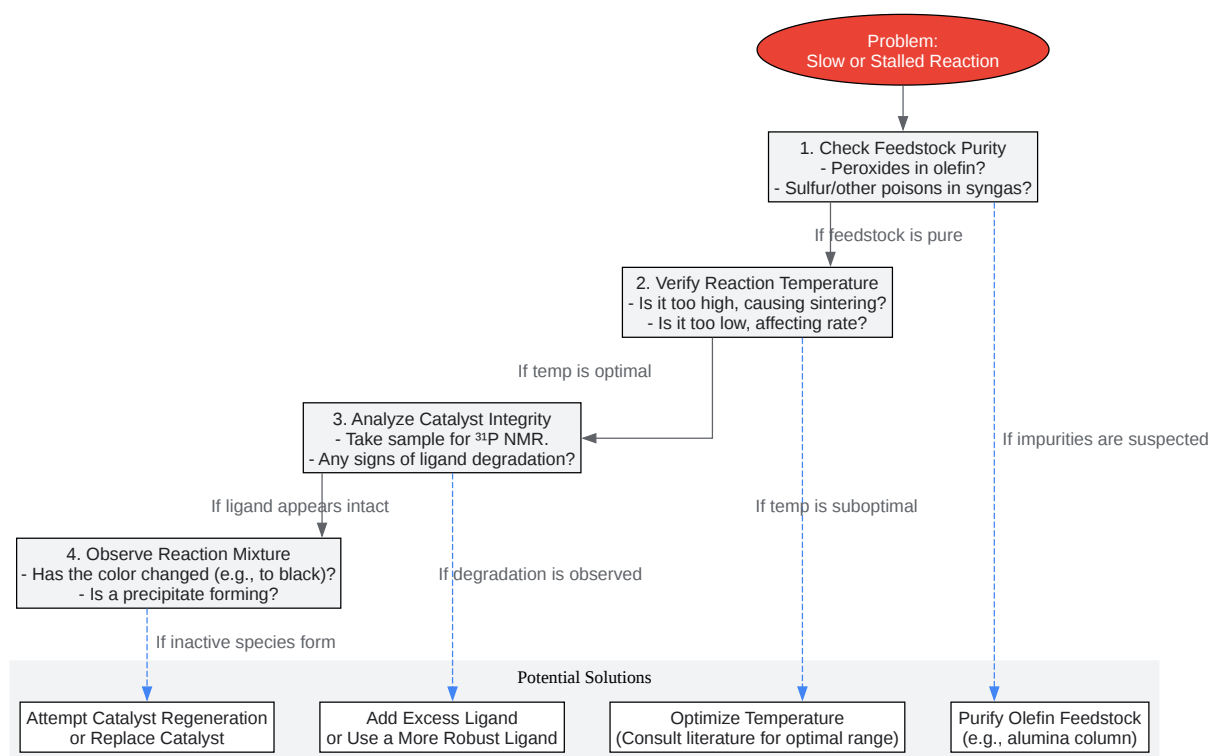 Problem:
Slow or Stalled Reaction
1. Check Feedstock Purity
- Peroxides in olefin?
- Sulfur/other poisons in syngas?
If feedstock is pure
2. Verify Reaction Temperature
- Is it too high, causing sintering?
- Is it too low, affecting rate?
If temp is optimal
3. Analyze Catalyst Integrity
- Take sample for ³¹P NMR.
- Any signs of ligand degradation?
If impurities are suspected
If ligand appears intact
If temp is suboptimal
4. Observe Reaction Mixture
- Has the color changed (e.g., to black)?
- Is a precipitate forming?
If degradation is observed
If inactive species form
Potential Solutions
Attempt Catalyst Regeneration
or Replace Catalyst
Add Excess Ligand
or Use a More Robust Ligand
Optimize Temperature
(Consult literature for optimal range)
Purify Olefin Feedstock
(e.g., alumina column)